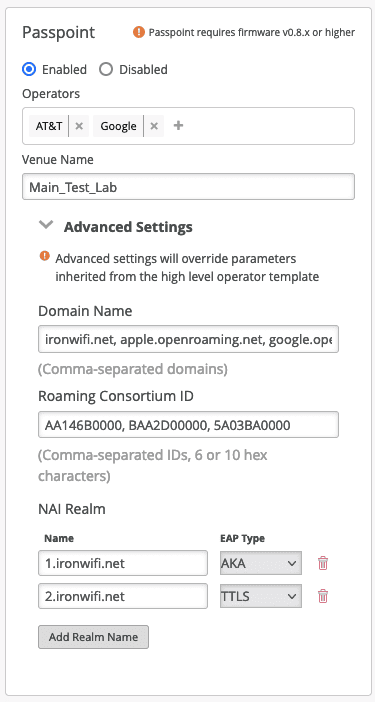 Passpoint
Passpoint requires firmware v0.8.x or higher
Enabled
Disabled
Operators
AT&T × Google × +
Venue Name
Main_Test_Lab
Advanced Settings
Advanced settings will override parameters
inherited from the high level operator template
Domain Name
ironwifi.net, apple.openroaming.net, google.ope
(Comma-separated domains)
Roaming Consortium ID
AA146B0000, BAA2D00000, 5A03BA0000
(Comma-separated IDs, 6 or 10 hex
characters)
NAI Realm
Name EAP Type
1.ironwifi.net AKA
2.ironwifi.net TTLS
Add Realm Name